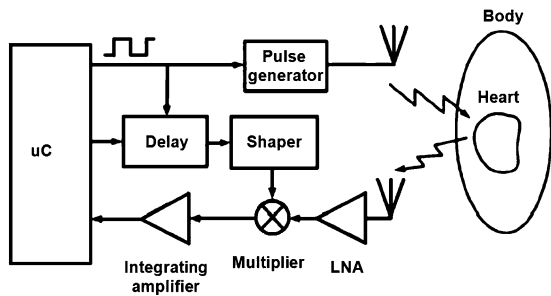 Body
Pulse
generator
Heart
uC
Delay
Shaper
Integrating
amplifier
Multiplier
LNA